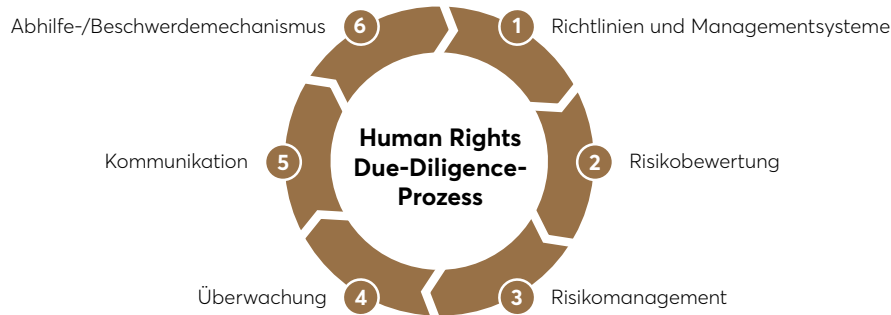 Human Rights
Due-Diligence-
Prozess
1 Richtlinien und Managementsysteme
2 Risikobewertung
3 Risikomanagement
4 Überwachung
5 Kommunikation
6 Abhilfe-/Beschwerdemechanismus